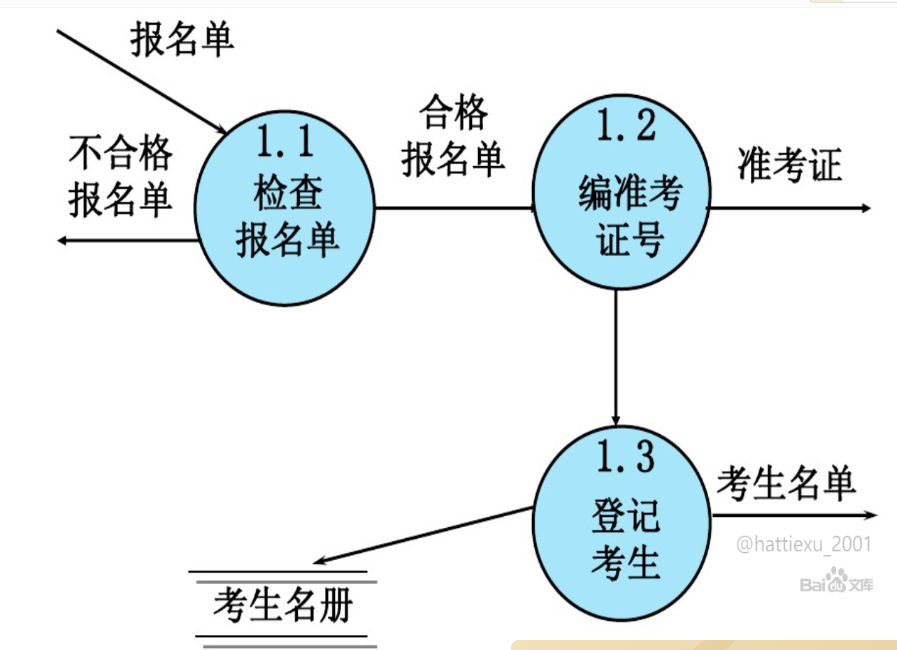 报名单
不合格
报名单
1.1
检查
报名单
合格
报名单
1.2
编准考
证号
准考证
1.3
登记
考生
考生名单
考生名册
@hattiexu_2001
Bai du 文库